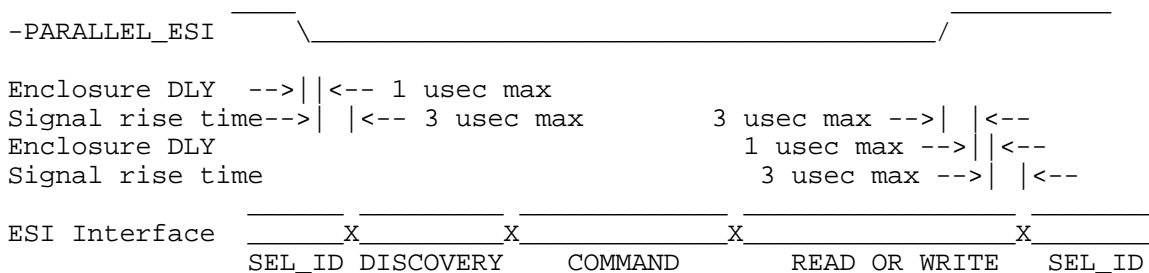 -PARALLEL_ESI
Enclosure DLY -->||<-- 1 usec max
Signal rise time-->| |<-- 3 usec max 3 usec max -->| |<--
Enclosure DLY 1 usec max -->||<--
Signal rise time 3 usec max -->| |<--
ESI Interface X X X X
SEL_ID DISCOVERY COMMAND READ OR WRITE SEL_ID